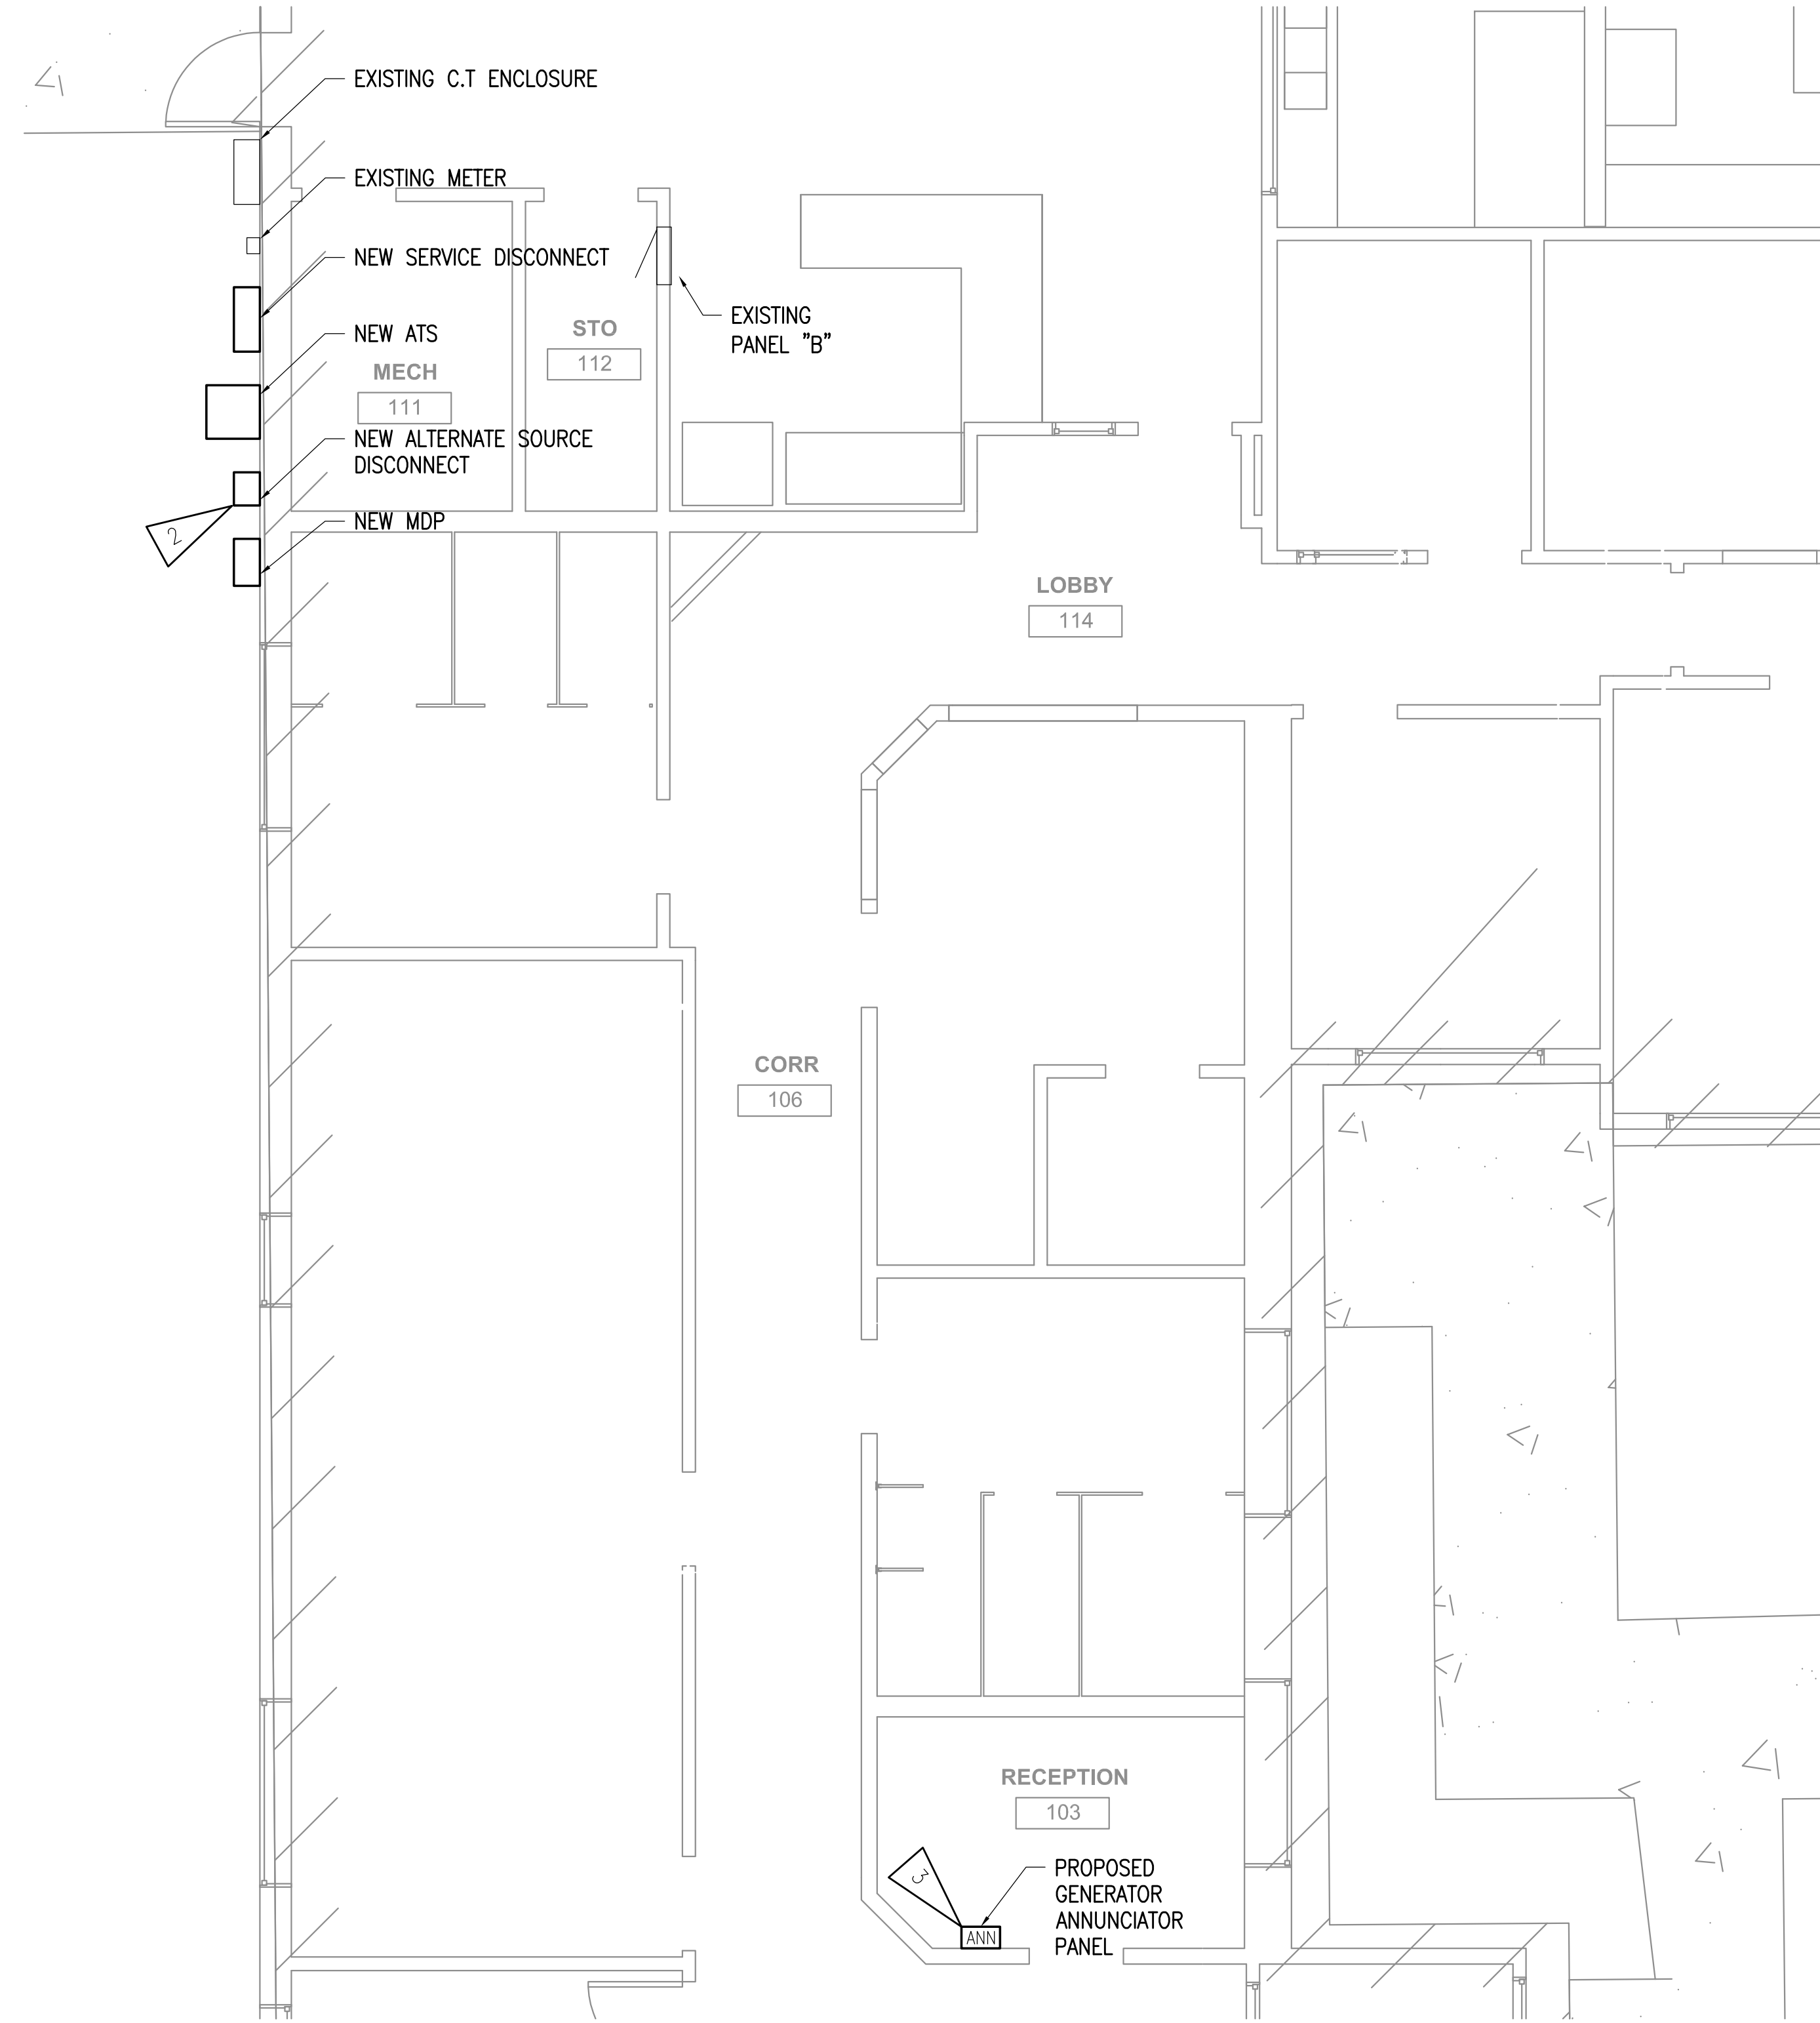 EXISTING C.T ENCLOSURE
EXISTING METER
NEW SERVICE DISCONNECT
EXISTING
PANEL "B"
STO
112
NEW ATS
MECH
111
NEW ALTERNATE SOURCE
DISCONNECT
2
NEW MDP
LOBBY
114
CORR
106
RECEPTION
103
3
PROPOSED
GENERATOR
ANNUNCIATOR
PANEL
ANN